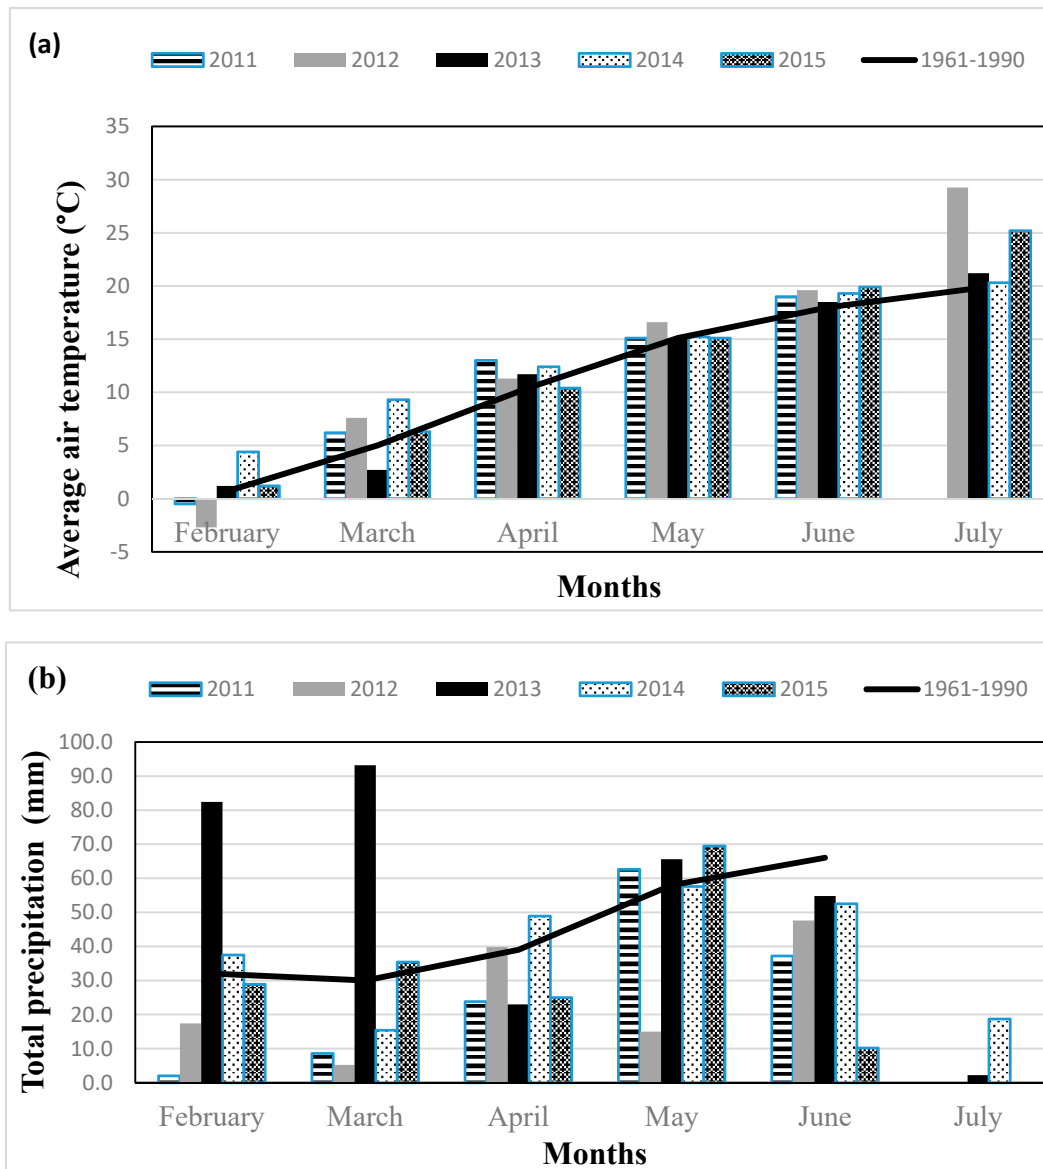 (a)
2011 2012 2013 2014 2015 1961-1990
35
30
25
20
15
10
5
0
-5
Average air temperature (°C)
February March April May June July
Months
(b)
2011 2012 2013 2014 2015 1961-1990
100.0
90.0
80.0
70.0
60.0
50.0
40.0
30.0
20.0
10.0
0.0
Total precipitation (mm)
February March April May June July
Months